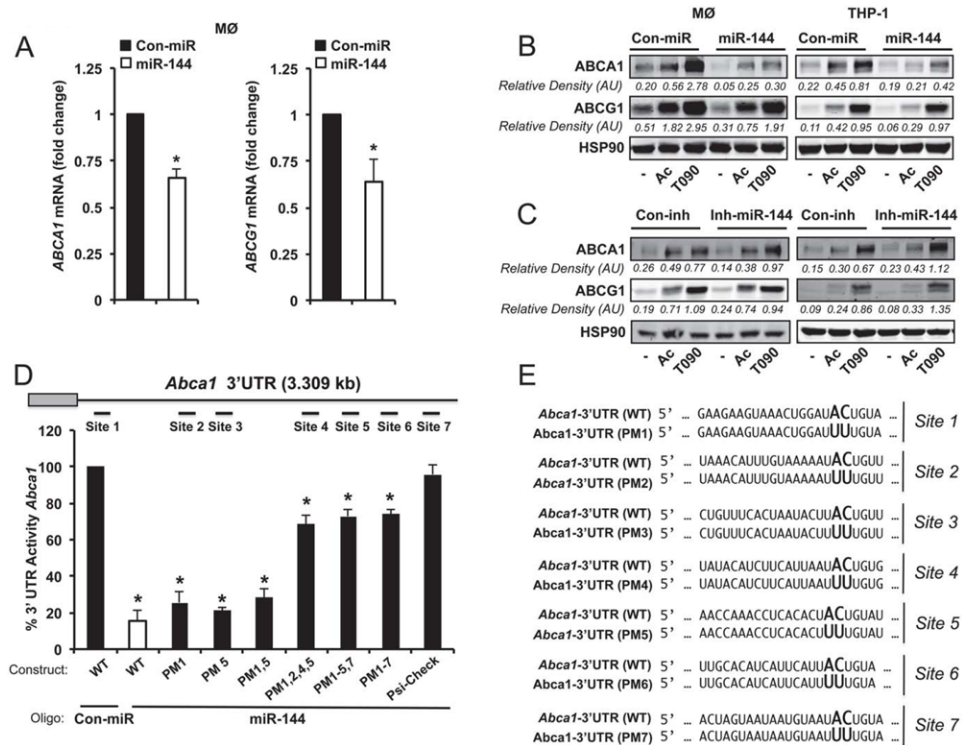 A
MØ
Con-miR
miR-144
1.25
1
0.75
0.5
0.25
0
ABCA1 mRNA (fold change)
*
Con-miR
miR-144
1.25
1
0.75
0.5
0.25
0
ABCG1 mRNA (fold change)
*
B
MØ
THP-1
Con-miR miR-144 Con-miR miR-144
ABCA1
Relative Density (AU) 0.20 0.56 2.78 0.05 0.25 0.30 0.22 0.45 0.81 0.19 0.21 0.42
ABCG1
Relative Density (AU) 0.51 1.82 2.95 0.31 0.75 1.91 0.11 0.42 0.95 0.06 0.29 0.97
HSP90
- Ac T090 - Ac T090 - Ac T090 - Ac T090
C
Con-inh Inh-miR-144 Con-inh Inh-miR-144
ABCA1
Relative Density (AU) 0.26 0.49 0.77 0.14 0.38 0.97 0.15 0.30 0.67 0.23 0.43 1.12
ABCG1
Relative Density (AU) 0.19 0.71 1.09 0.24 0.74 0.94 0.09 0.24 0.86 0.08 0.33 1.35
HSP90
- Ac T090 - Ac T090 - Ac T090 - Ac T090
D
Abca1 3'UTR (3.309 kb)
Site 1 Site 2 Site 3 Site 4 Site 5 Site 6 Site 7
% 3' UTR Activity Abca1
120
100
80
60
40
20
0
* * * * * * *
Construct: WT WT PM1 PM 5 PM1,5 PM1,2,4,5 PM1-5,7 PM1-7 Psi-Check
Oligo: Con-miR miR-144
E
Abca1-3'UTR (WT) 5' … GAAGAAGUAAACUGGAUACUGUA …
Abca1-3'UTR (PM1) 5' … GAAGAAGUAAACUGGAUUUUGUA …
Site 1
Abca1-3'UTR (WT) 5' … UAAACAUUUGUAAAAAUACUGUU …
Abca1-3'UTR (PM2) 5' … UAAACAUUUGUAAAAAUUUUGUU …
Site 2
Abca1-3'UTR (WT) 5' … CUGUUUCACUAAUACUUACUGUU …
Abca1-3'UTR (PM3) 5' … CUGUUUCACUAAUACUUUUUGUU …
Site 3
Abca1-3'UTR (WT) 5' … UAUACAUCUUCAUUAAUACUGUG …
Abca1-3'UTR (PM4) 5' … UAUACAUCUUCAUUAAUUUUGUG …
Site 4
Abca1-3'UTR (WT) 5' … AACCAAACCUCACACUACUGUAU …
Abca1-3'UTR (PM5) 5' … AACCAAACCUCACACUUUUGUAU …
Site 5
Abca1-3'UTR (WT) 5' … UUGCACAUCAUUCAUUACUGUA …
Abca1-3'UTR (PM6) 5' … UUGCACAUCAUUCAUUUUUGUA …
Site 6
Abca1-3'UTR (WT) 5' … ACUAGUAAUAAUGUAAUACUGUA …
Abca1-3'UTR (PM7) 5' … ACUAGUAAUAAUGUAAUUUUGUA …
Site 7